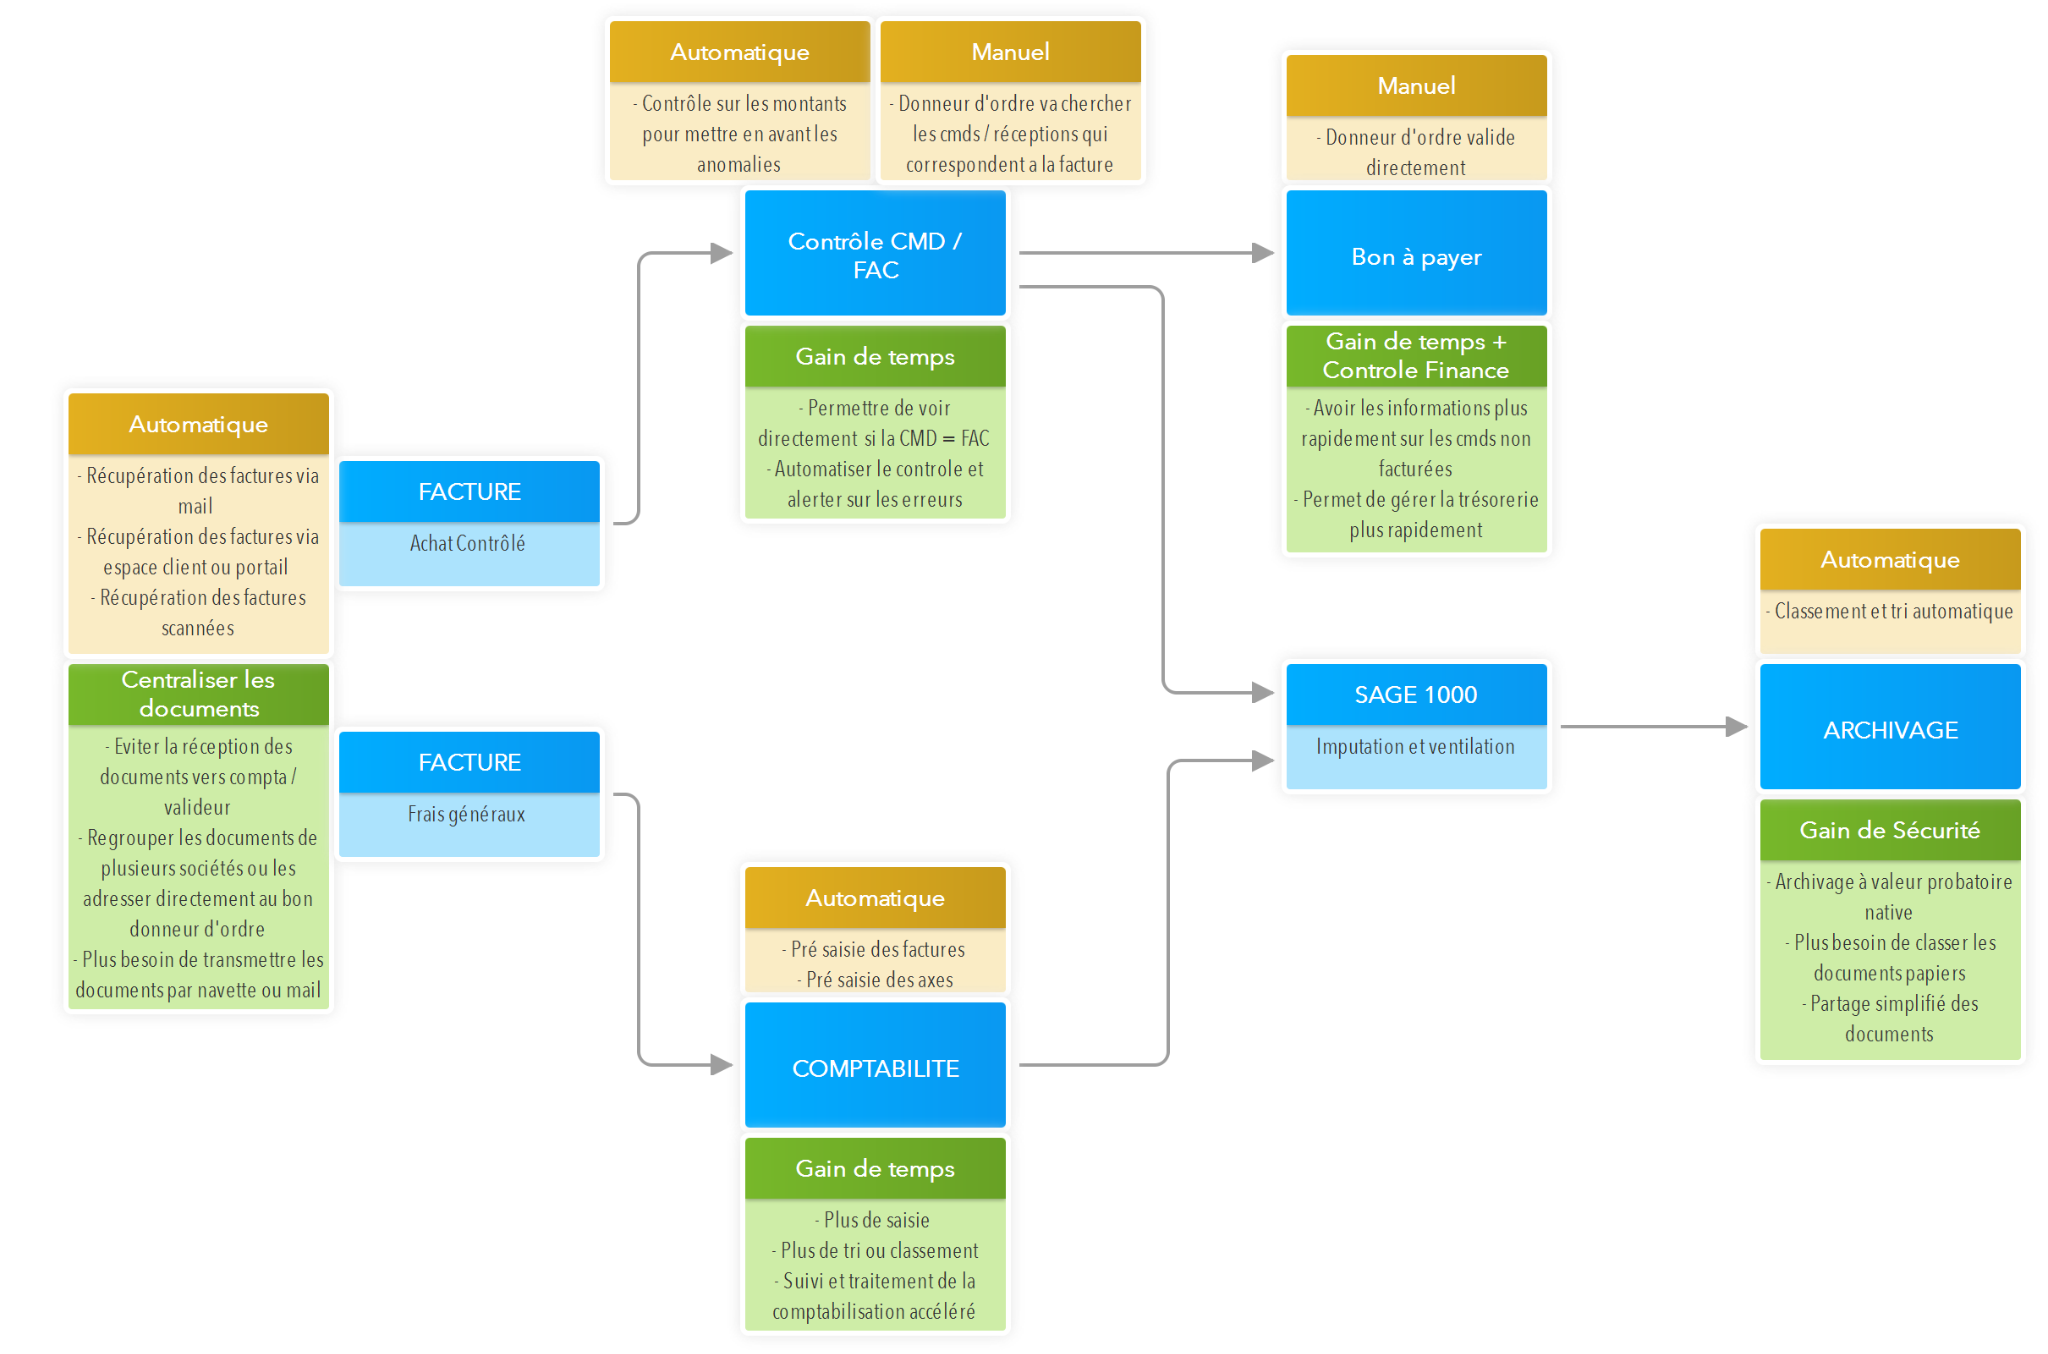 Automatique
- Contrôle sur les montants
pour mettre en avant les
anomalies
Manuel
- Donneur d'ordre va chercher
les cmds / réceptions qui
correspondent a la facture
Manuel
- Donneur d'ordre valide
directement
Contrôle CMD /
FAC
Bon à payer
Gain de temps
- Permettre de voir
directement si la CMD = FAC
- Automatiser le controle et
alerter sur les erreurs
Gain de temps +
Controle Finance
- Avoir les informations plus
rapidement sur les cmds non
facturées
- Permet de gérer la trésorerie
plus rapidement
Automatique
- Récupération des factures via
mail
- Récupération des factures via
espace client ou portail
- Récupération des factures
scannées
FACTURE
Achat Contrôlé
Centraliser les
documents
- Eviter la réception des
documents vers compta /
valideur
- Regrouper les documents de
plusieurs sociétés ou les
adresser directement au bon
donneur d'ordre
- Plus besoin de transmettre les
documents par navette ou mail
FACTURE
Frais généraux
Automatique
- Pré saisie des factures
- Pré saisie des axes
COMPTABILITE
Gain de temps
- Plus de saisie
- Plus de tri ou classement
- Suivi et traitement de la
comptabilisation accéléré
SAGE 1000
Imputation et ventilation
Automatique
- Classement et tri automatique
ARCHIVAGE
Gain de Sécurité
- Archivage à valeur probatoire
native
- Plus besoin de classer les
documents papiers
- Partage simplifié des
documents